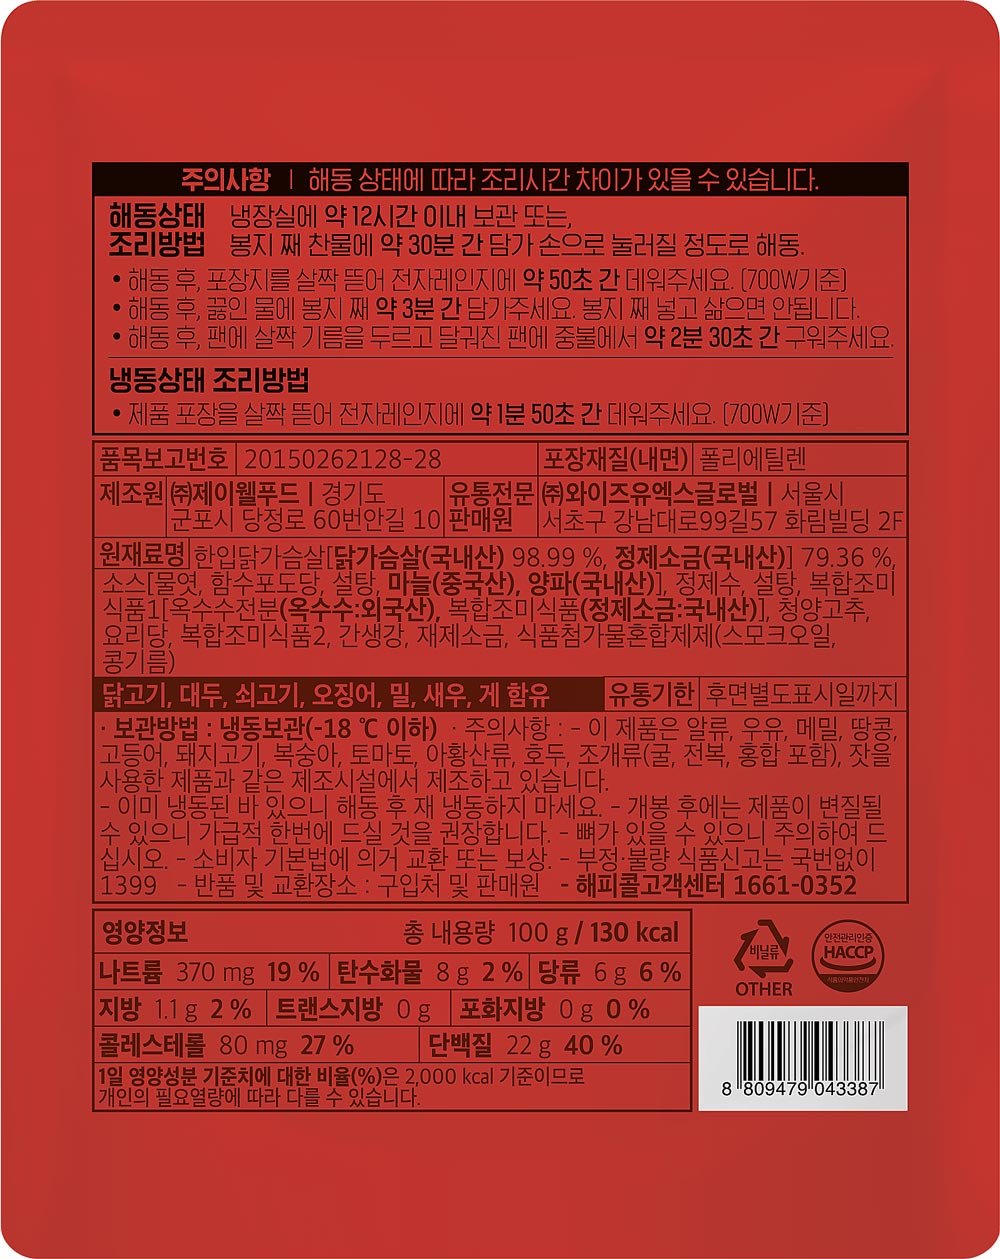 주의사항 | 해동 상태에 따라 조리시간 차이가 있을 수 있습니다.
해동상태 조리방법
냉장실에 약 12시간 이내 보관 또는,
봉지 째 찬물에 약 30분 간 담가 손으로 눌러질 정도로 해동.
• 해동 후, 포장지를 살짝 뜯어 전자레인지에 약 50초 간 데워주세요. (700W기준)
• 해동 후, 끓인 물에 봉지 째 약 3분 간 담가주세요. 봉지 째 넣고 삶으면 안됩니다.
• 해동 후, 팬에 살짝 기름을 두르고 달궈진 팬에 중불에서 약 2분 30초 간 구워주세요.
냉동상태 조리방법
• 제품 포장을 살짝 뜯어 전자레인지에 약 1분 50초 간 데워주세요. (700W기준)
품목보고번호 20150262128-28 포장재질(내면) 폴리에틸렌
제조원 ㈜제이웰푸드 | 경기도
군포시 당정로 60번안길 10
유통전문
판매원
㈜와이즈유엑스글로벌 | 서울시
서초구 강남대로99길57 화림빌딩 2F
원재료명 한입닭가슴살[닭가슴살(국내산) 98.99 %, 정제소금(국내산)] 79.36 %,
소스[물엿, 함수포도당, 설탕, 마늘(중국산), 양파(국내산)], 정제수, 설탕, 복합조미
식품1[옥수수전분(옥수수:외국산), 복합조미식품(정제소금:국내산)], 청양고추,
요리당, 복합조미식품2, 간생강, 재제소금, 식품첨가물혼합제제(스모크오일,
콩기름)
닭고기, 대두, 쇠고기, 오징어, 밀, 새우, 게 함유 유통기한 후면별도표시일까지
· 보관방법 : 냉동보관(-18 ℃ 이하) · 주의사항 : - 이 제품은 알류, 우유, 메밀, 땅콩,
고등어, 돼지고기, 복숭아, 토마토, 아황산류, 호두, 조개류(굴, 전복, 홍합 포함), 잣을
사용한 제품과 같은 제조시설에서 제조하고 있습니다.
- 이미 냉동된 바 있으니 해동 후 재 냉동하지 마세요. - 개봉 후에는 제품이 변질될
수 있으니 가급적 한번에 드실 것을 권장합니다. - 뼈가 있을 수 있으니 주의하여 드
십시오. - 소비자 기본법에 의거 교환 또는 보상. - 부정·불량 식품신고는 국번없이
1399 - 반품 및 교환장소 : 구입처 및 판매원 - 해피콜고객센터 1661-0352
영양정보 총 내용량 100 g / 130 kcal
나트륨 370 mg 19 % 탄수화물 8 g 2 % 당류 6 g 6 %
지방 1.1 g 2 % 트랜스지방 0 g 포화지방 0 g 0 %
콜레스테롤 80 mg 27 % 단백질 22 g 40 %
1일 영양성분 기준치에 대한 비율(%)은 2,000 kcal 기준이므로
개인의 필요열량에 따라 다를 수 있습니다.
비닐류
OTHER
안전관리인증
HACCP
식품의약품안전처
8 809479 043387